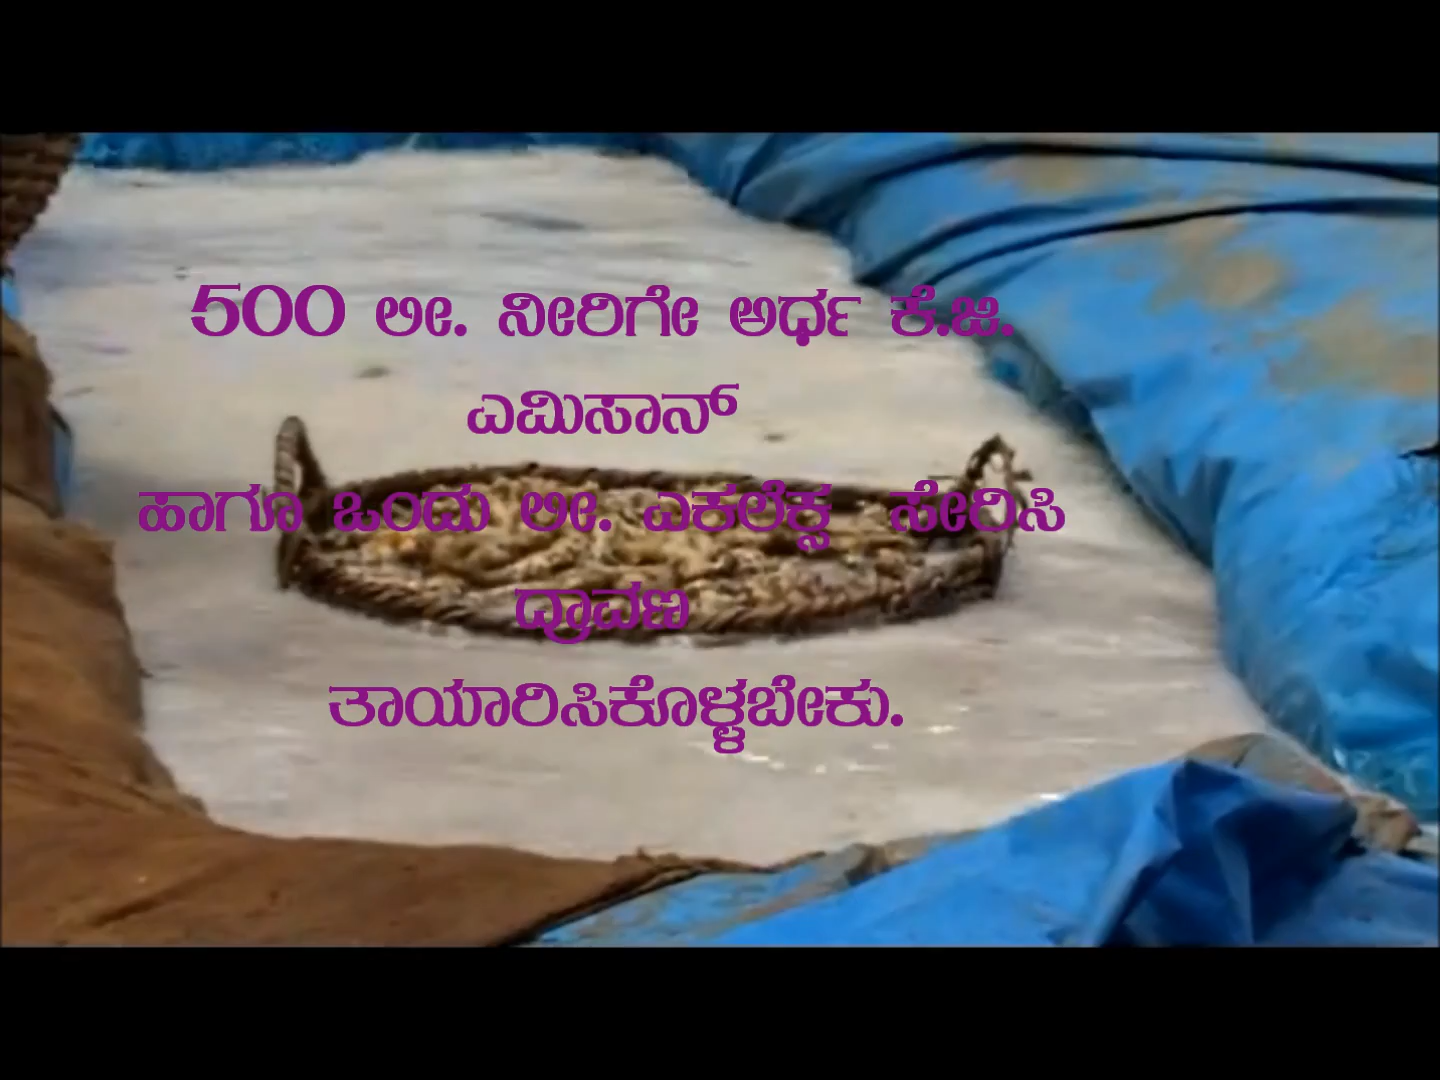 500 ಲೀ. ನೀರಿಗೇ ಅರ್ಧ ಕೆ.ಜಿ.
ಎಮಿಸಾನ್
ಹಾಗೂ ಒಂದು ಲೀ. ಎಕಲೆಕ್ಸ ಸೇರಿಸಿ
ದ್ರಾವಣ
ತಾಯಾರಿಸಿಕೊಳ್ಳಬೇಕು.